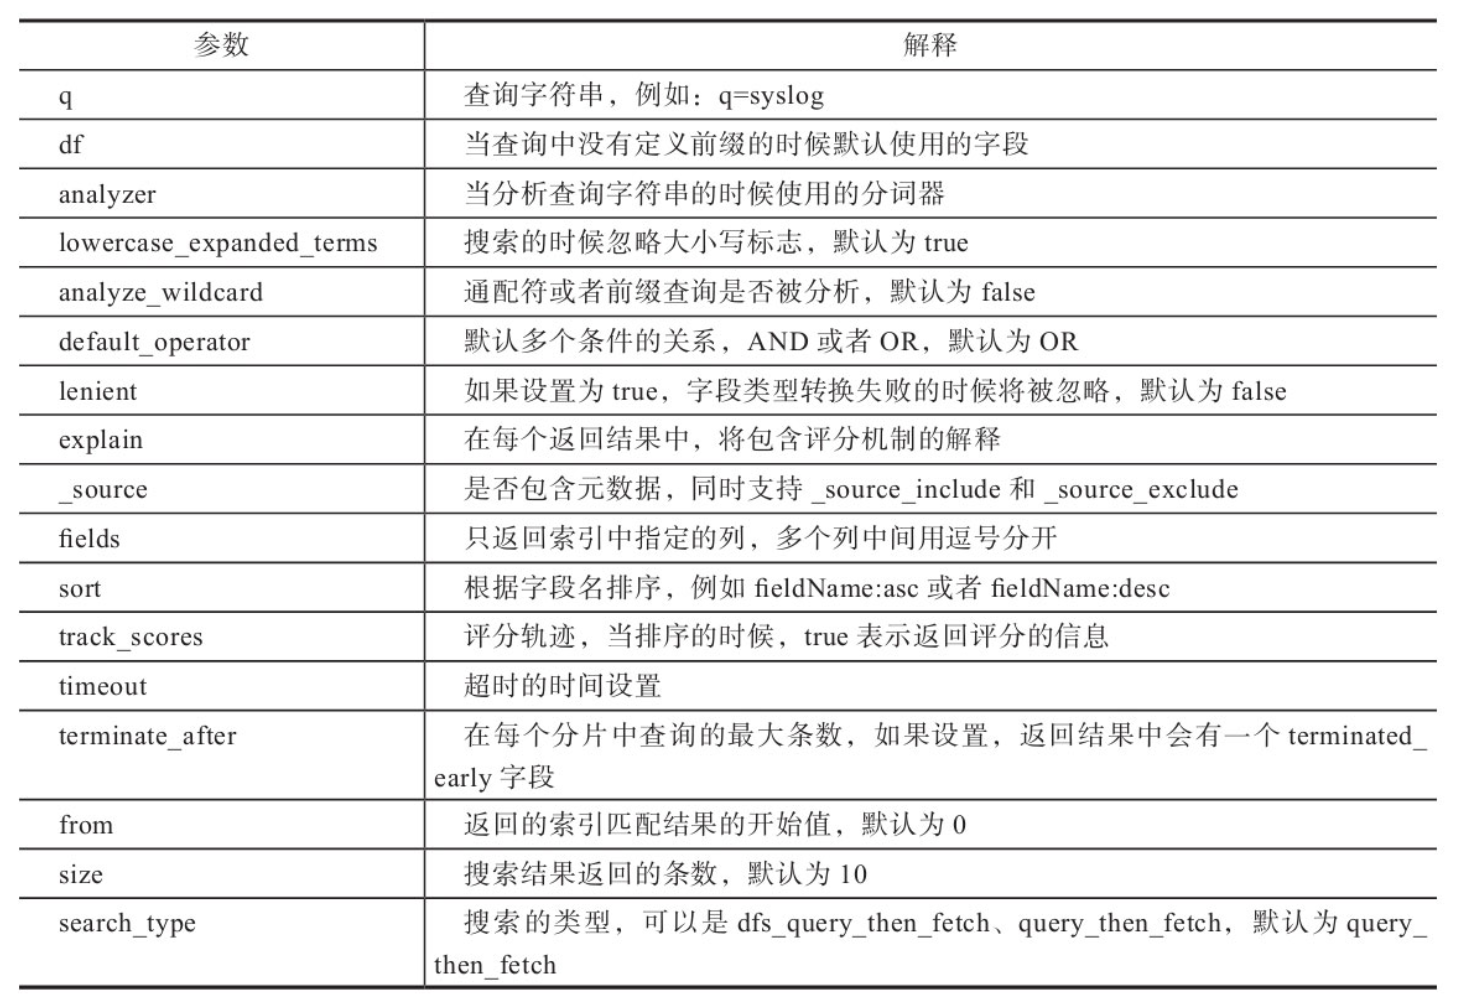 参数 解释
q 查询字符串，例如：q=syslog
df 当查询中没有定义前缀的时候默认使用的字段
analyzer 当分析查询字符串的时候使用的分词器
lowercase_expanded_terms 搜索的时候忽略大小写标志，默认为 true
analyze_wildcard 通配符或者前缀查询是否被分析，默认为 false
default_operator 默认多个条件的关系，AND 或者 OR，默认为 OR
lenient 如果设置为 true，字段类型转换失败的时候将被忽略，默认为 false
explain 在每个返回结果中，将包含评分机制的解释
_source 是否包含元数据，同时支持 _source_include 和 _source_exclude
fields 只返回索引中指定的列，多个列中间用逗号分开
sort 根据字段名排序，例如 fieldName:asc 或者 fieldName:desc
track_scores 评分轨迹，当排序的时候，true 表示返回评分的信息
timeout 超时的时间设置
terminate_after 在每个分片中查询的最大条数，如果设置，返回结果中会有一个 terminated_
early 字段
from 返回的索引匹配结果的开始值，默认为 0
size 搜索结果返回的条数，默认为 10
search_type 搜索的类型，可以是 dfs_query_then_fetch、query_then_fetch，默认为 query_
then_fetch